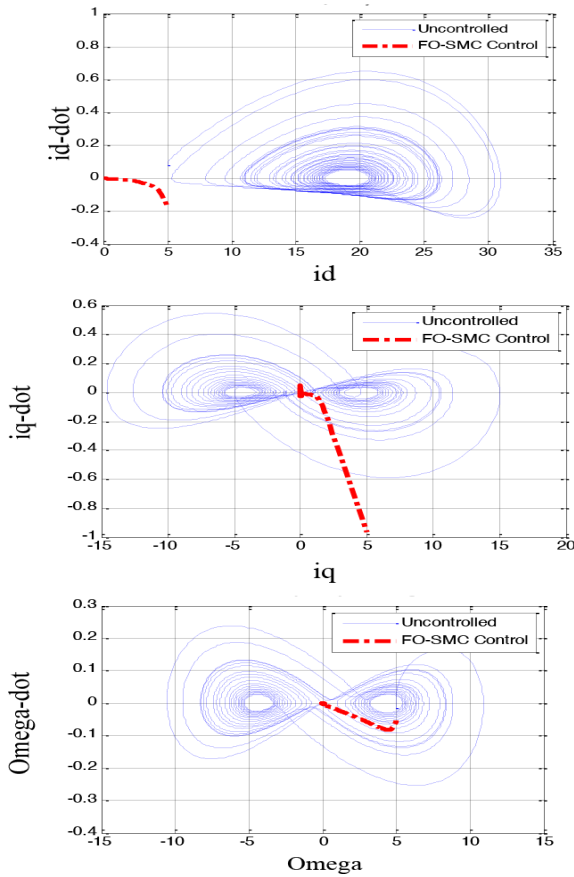 1
0.8
0.6
0.4
0.2
0
-0.2
-0.4
id-dot
Uncontrolled
FO-SMC Control
0 5 10 15 20 25 30 35
id
0.6
0.4
0.2
0
-0.2
-0.4
-0.6
-0.8
-1
iq-dot
Uncontrolled
FO-SMC Control
-15 -10 -5 0 5 10 15 20
iq
0.3
0.2
0.1
0
-0.1
-0.2
-0.3
-0.4
Omega-dot
Uncontrolled
FO-SMC Control
-15 -10 -5 0 5 10 15
Omega